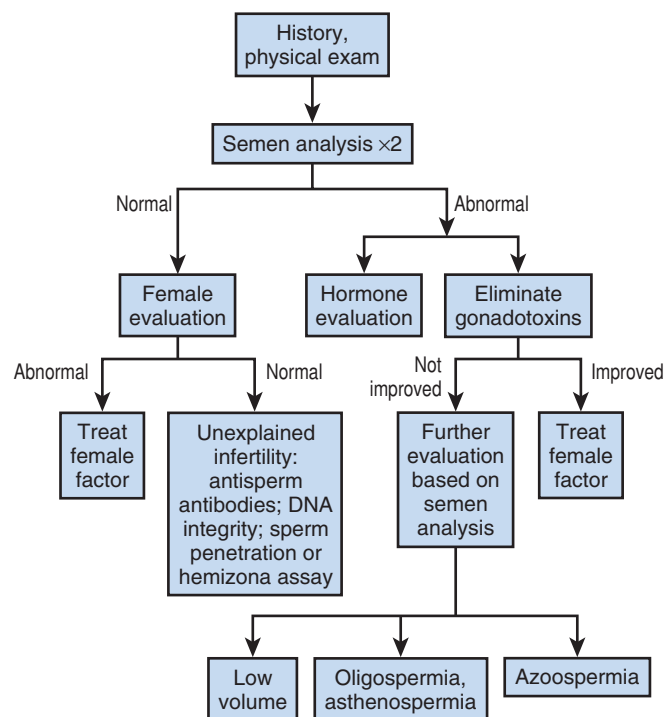 History,
physical exam
Semen analysis ×2
Normal
Abnormal
Female
evaluation
Hormone
evaluation
Eliminate
gonadotoxins
Abnormal
Normal
Not
improved
Improved
Treat
female
factor
Unexplained
infertility:
antisperm
antibodies; DNA
integrity; sperm
penetration or
hemizona assay
Further
evaluation
based on
semen
analysis
Treat
female
factor
Low
volume
Oligospermia,
asthenospermia
Azoospermia